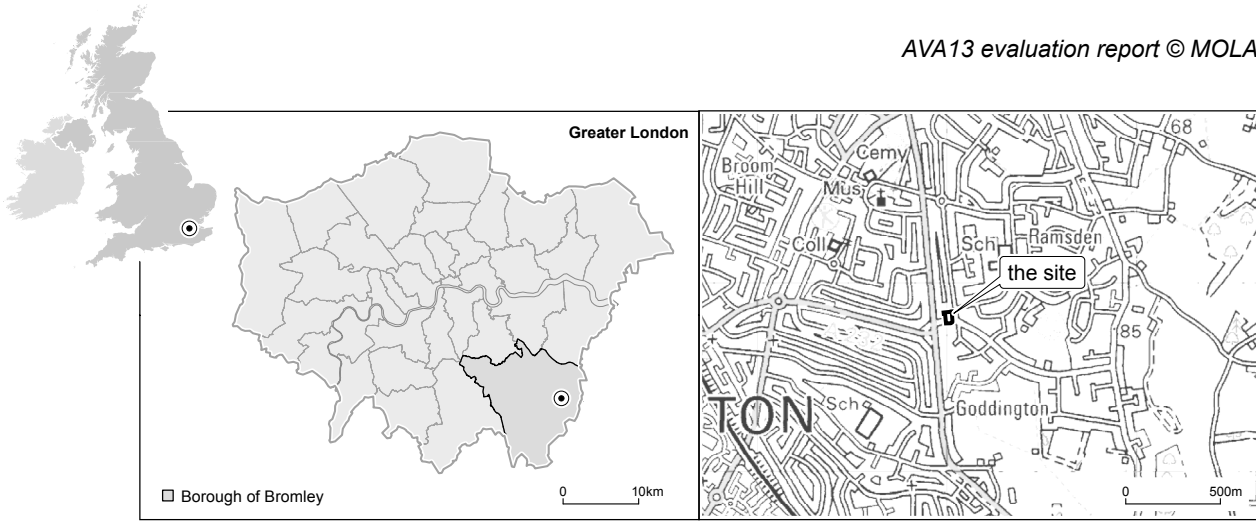 AVA13 evaluation report © MOLA
Greater London
Borough of Bromley
0 10km
68
Broom
Hill
Cemy
Mus
Coll
Sch
Ramsden
the site
85
TON
Sch
Goddington
0 500m